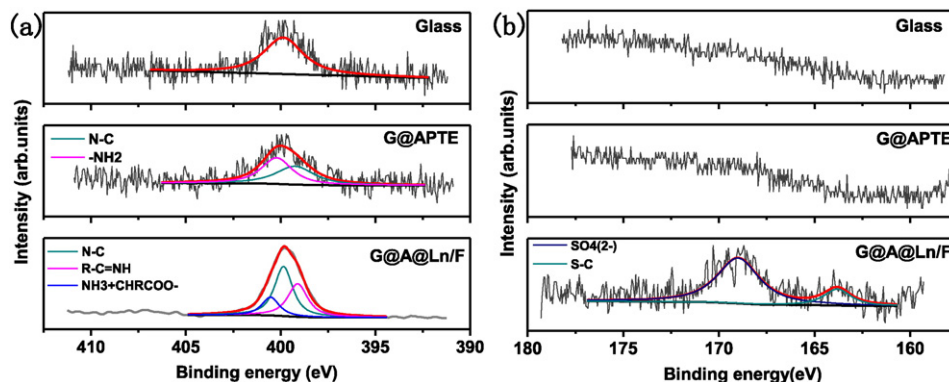 (a)
Glass
G@APTE
N-C
-NH2
G@A@Ln/F
N-C
R-C=NH
NH3+CHRCOO-
Intensity (arb.units)
410 405 400 395 390
Binding energy (eV)
(b)
Glass
G@APTE
G@A@Ln/F
SO4(2-)
S-C
Intensity (arb.units)
180 175 170 165 160
Binding energy(eV)